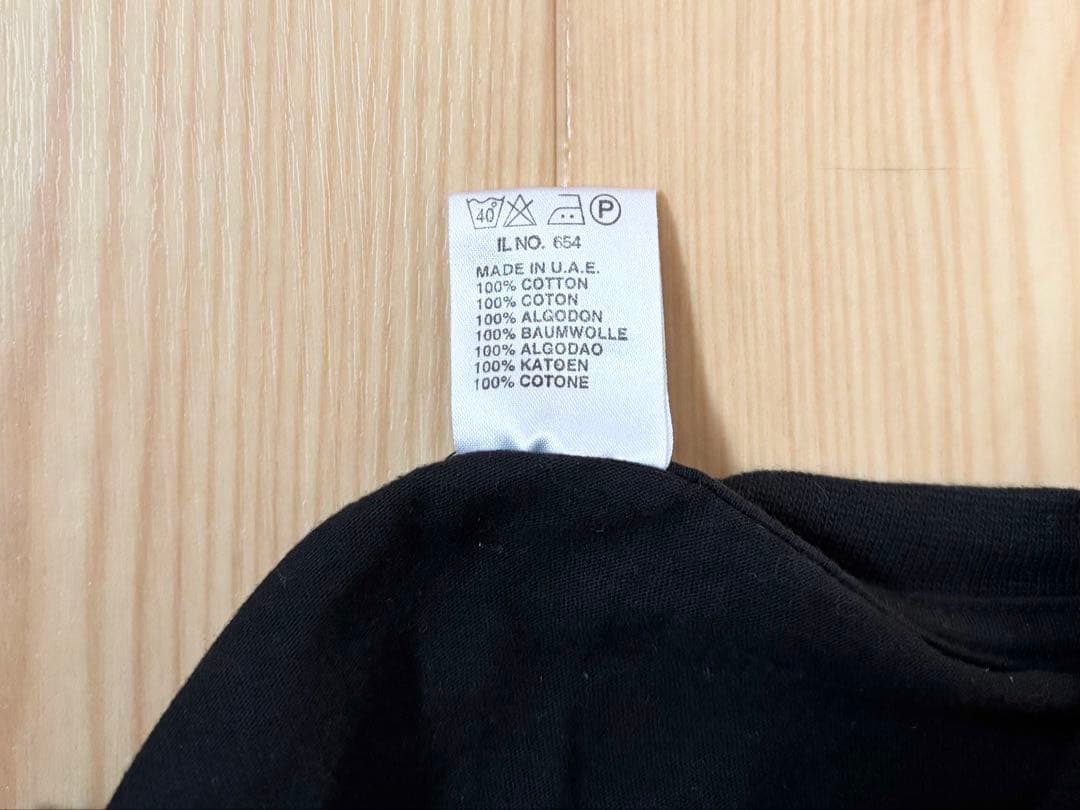 40° P
IL NO. 654
MADE IN U.A.E.
100% COTTON
100% COTON
100% ALGODON
100% BAUMWOLLE
100% ALGODAO
100% KATOEN
100% COTONE